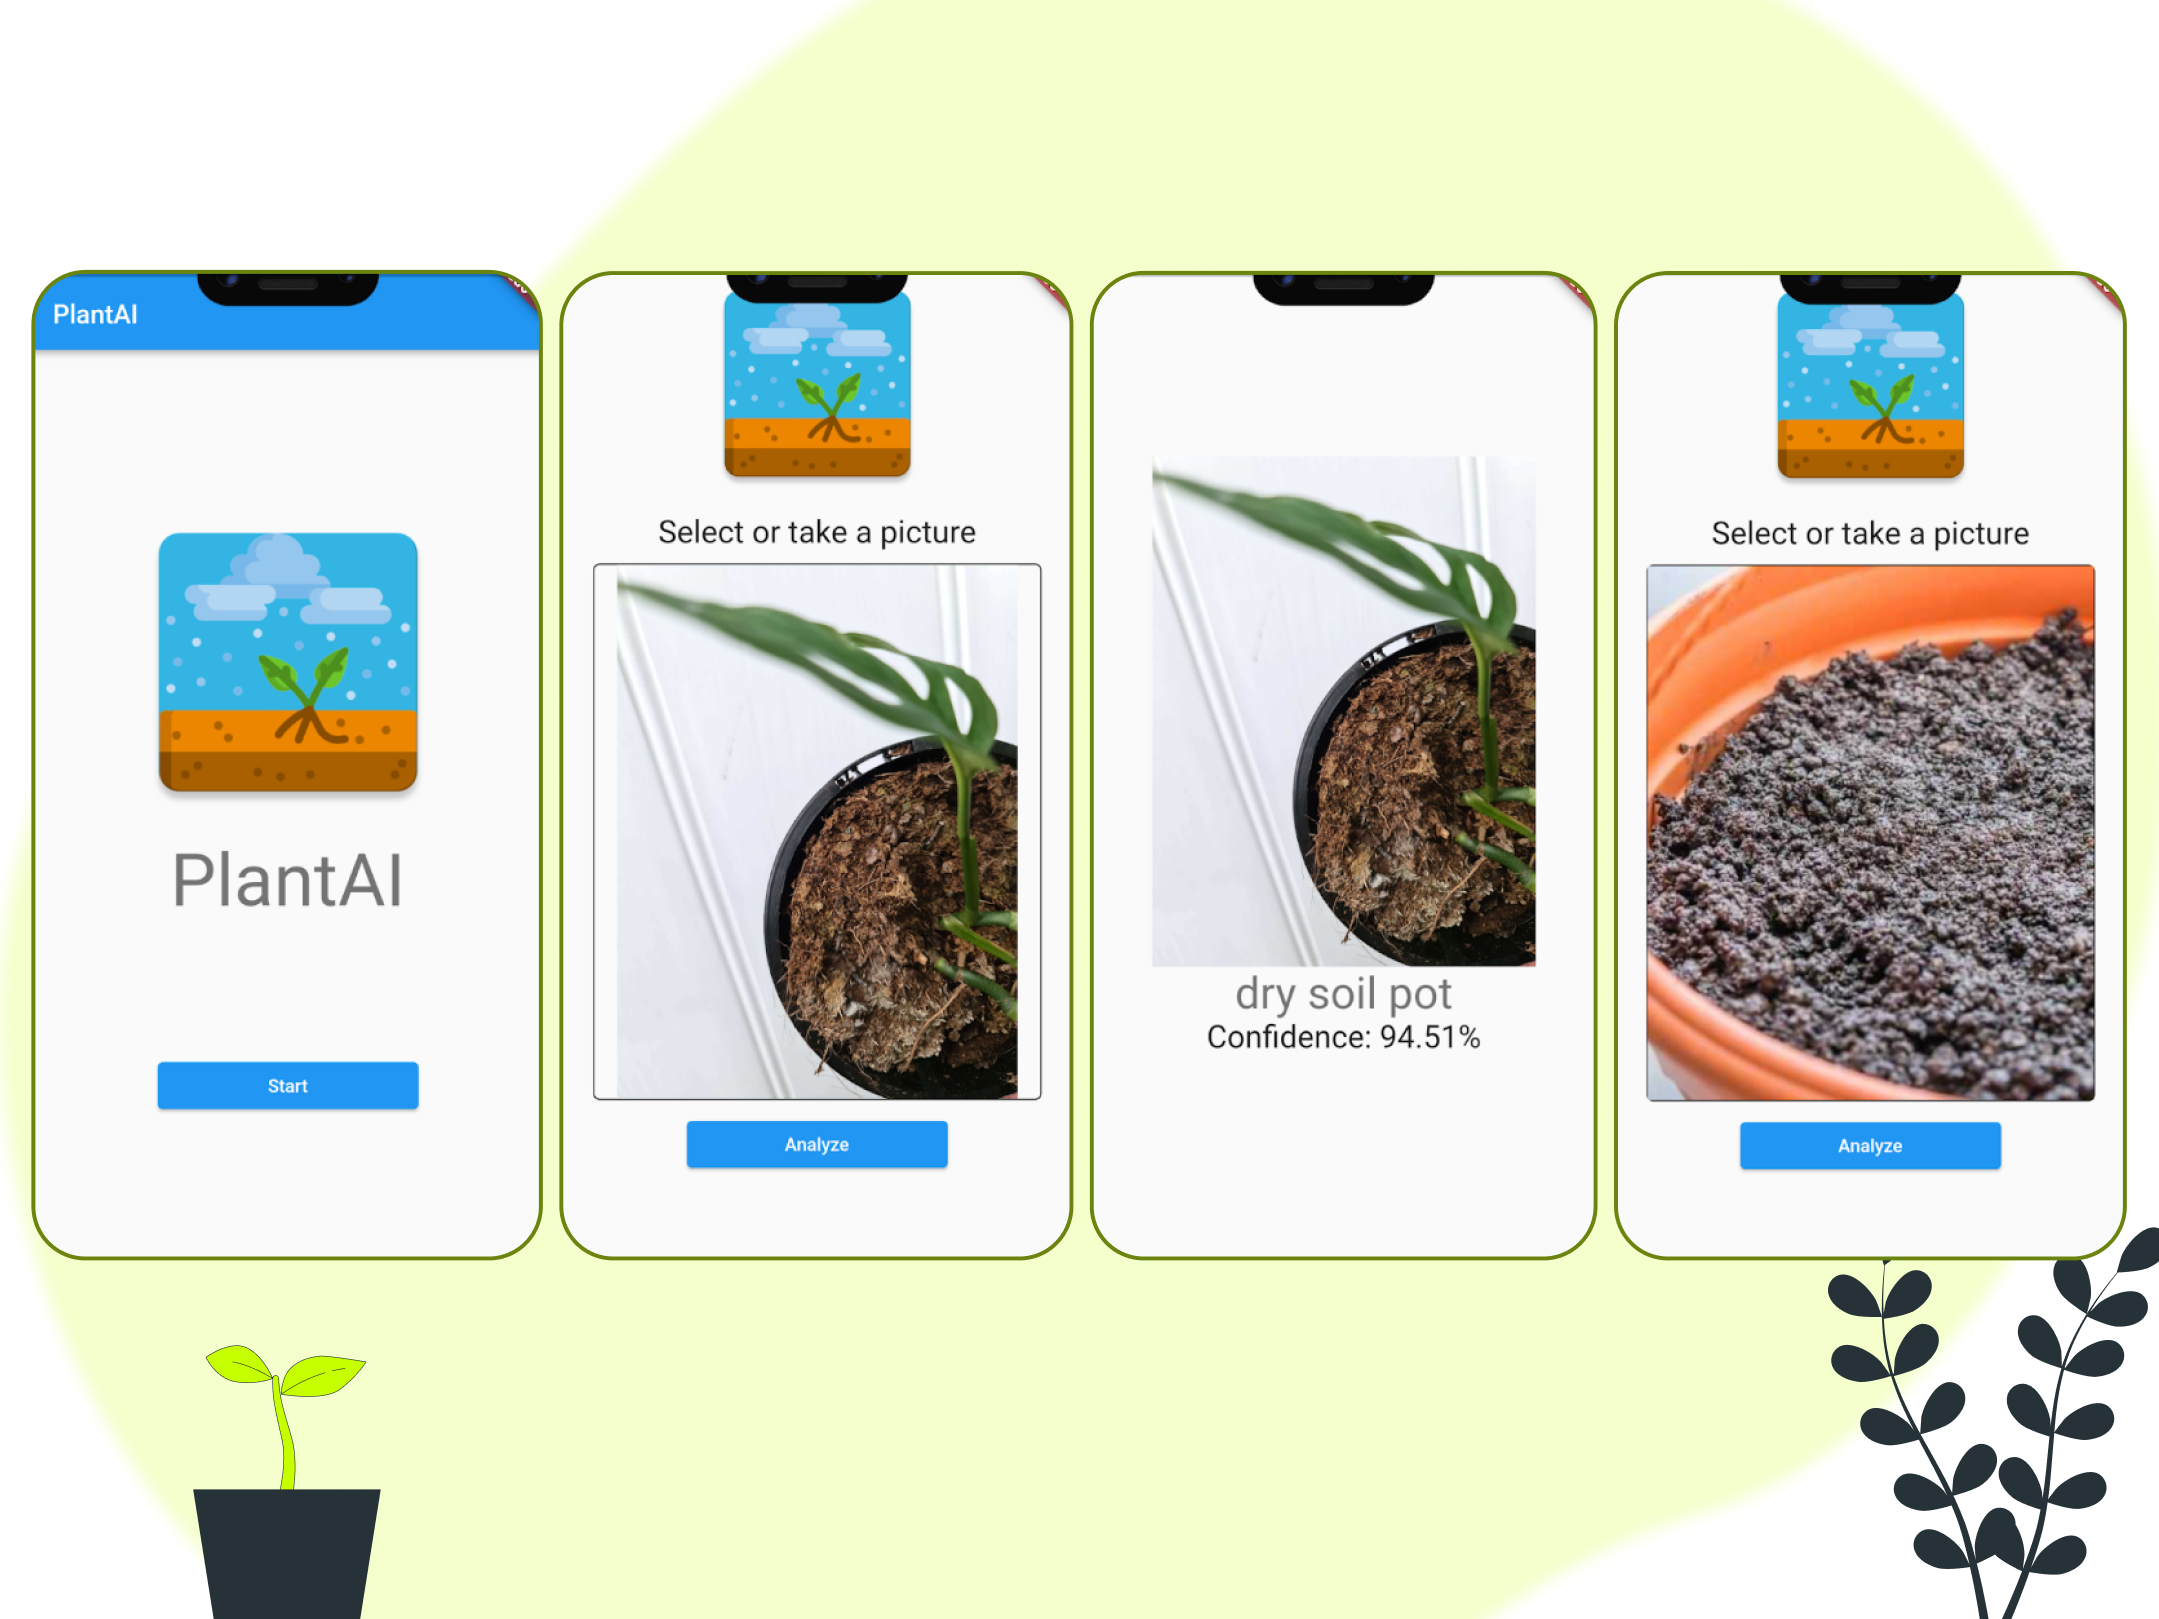 PlantAI
PlantAI
Start
Select or take a picture
Analyze
dry soil pot
Confidence: 94.51%
Select or take a picture
Analyze